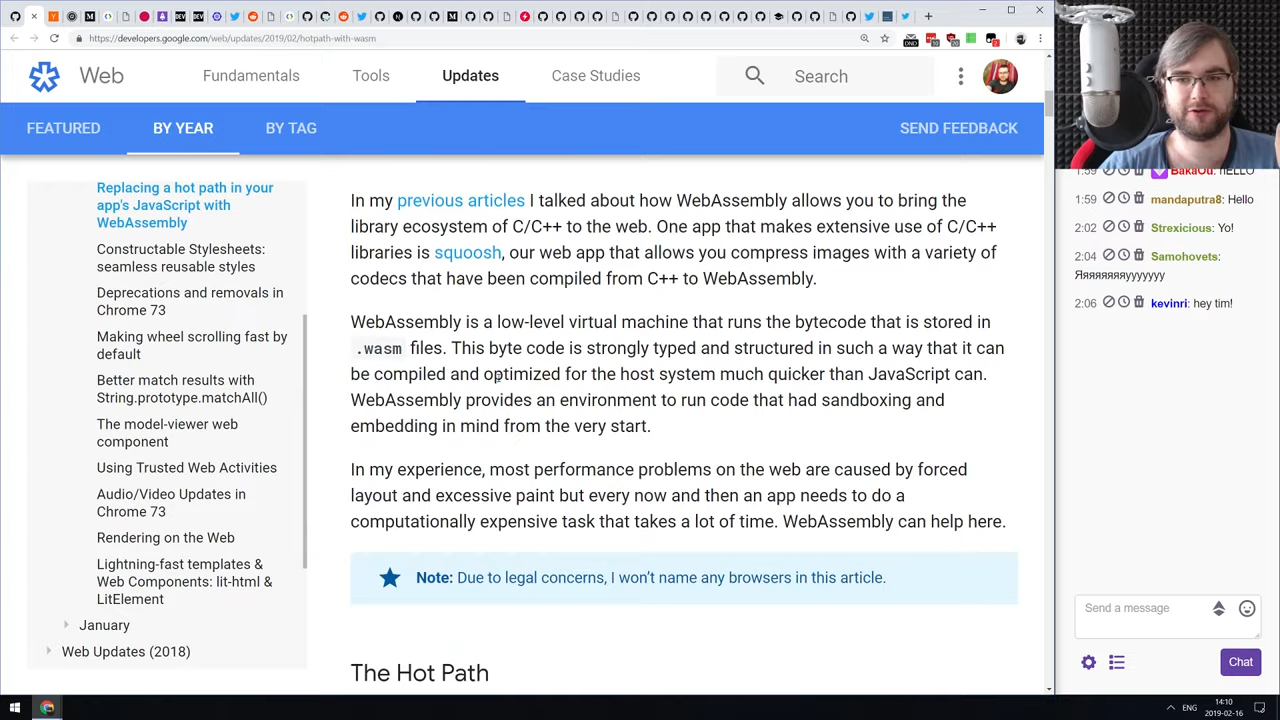 https://developers.google.com/web/updates/2019/02/hotpath-with-wasm
Web
Fundamentals
Tools
Updates
Case Studies
Search
FEATURED
BY YEAR
BY TAG
SEND FEEDBACK
Replacing a hot path in your
app's JavaScript with
WebAssembly
Constructable Stylesheets:
seamless reusable styles
Deprecations and removals in
Chrome 73
Making wheel scrolling fast by
default
Better match results with
String.prototype.matchAll()
The model-viewer web
component
Using Trusted Web Activities
Audio/Video Updates in
Chrome 73
Rendering on the Web
Lightning-fast templates &
Web Components: lit-html &
LitElement
January
Web Updates (2018)
In my previous articles I talked about how WebAssembly allows you to bring the
library ecosystem of C/C++ to the web. One app that makes extensive use of C/C++
libraries is squoosh, our web app that allows you compress images with a variety of
codecs that have been compiled from C++ to WebAssembly.
WebAssembly is a low-level virtual machine that runs the bytecode that is stored in
.wasm files. This byte code is strongly typed and structured in such a way that it can
be compiled and optimized for the host system much quicker than JavaScript can.
WebAssembly provides an environment to run code that had sandboxing and
embedding in mind from the very start.
In my experience, most performance problems on the web are caused by forced
layout and excessive paint but every now and then an app needs to do a
computationally expensive task that takes a lot of time. WebAssembly can help here.
Note: Due to legal concerns, I won't name any browsers in this article.
The Hot Path
1:59 BakaOu: hELLO
1:59 mandaputra8: Hello
2:02 Strexicious: Yo!
2:04 Samohovets:
Яяяяяяяяуууууу
2:06 kevinri: hey tim!
Send a message
Chat
ENG
14:10
2019-02-16